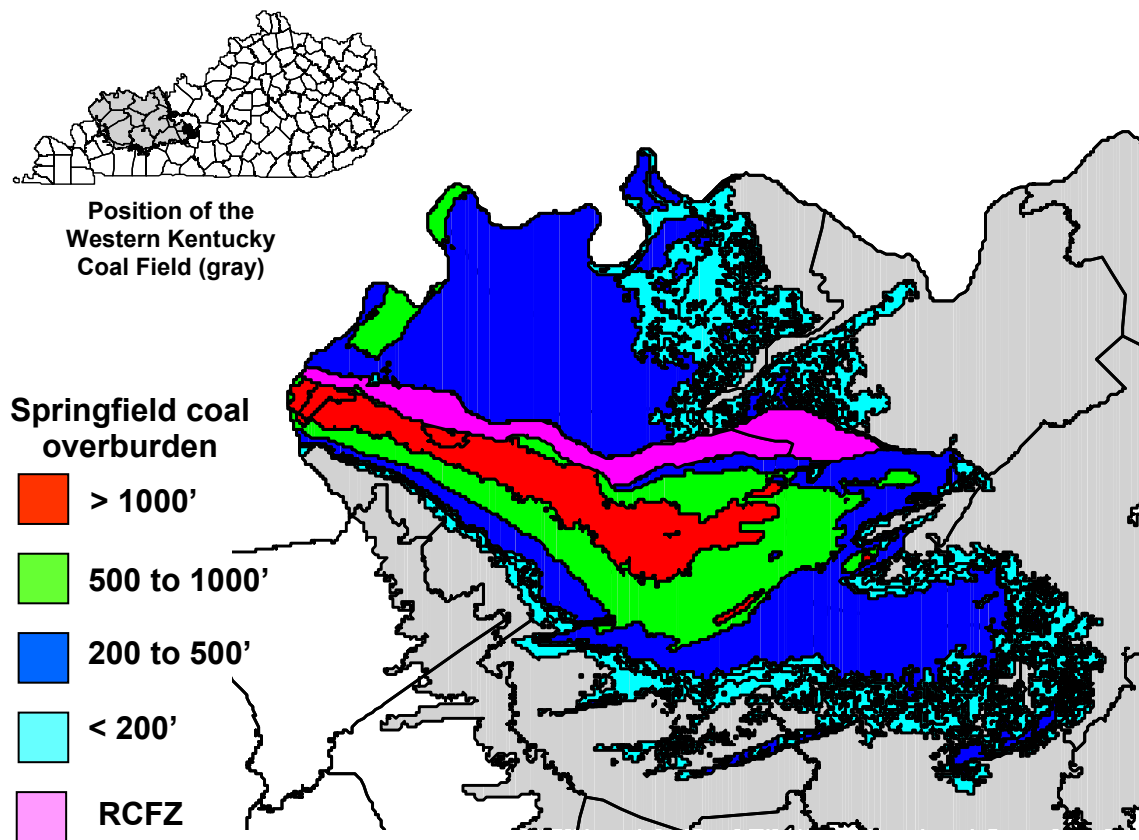 Position of the
Western Kentucky
Coal Field (gray)
Springfield coal
overburden
> 1000’
500 to 1000’
200 to 500’
< 200’
RCFZ